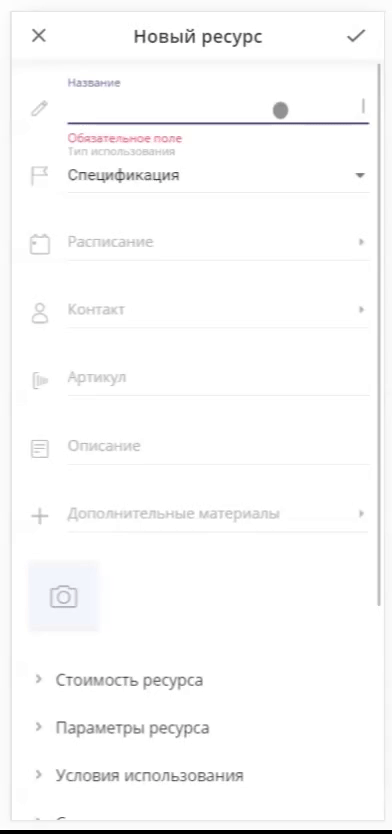 Новый ресурс
Название
Обязательное поле
Тип использования
Спецификация
Расписание
Контакт
Артикул
Описание
Дополнительные материалы
Стоимость ресурса
Параметры ресурса
Условия использования